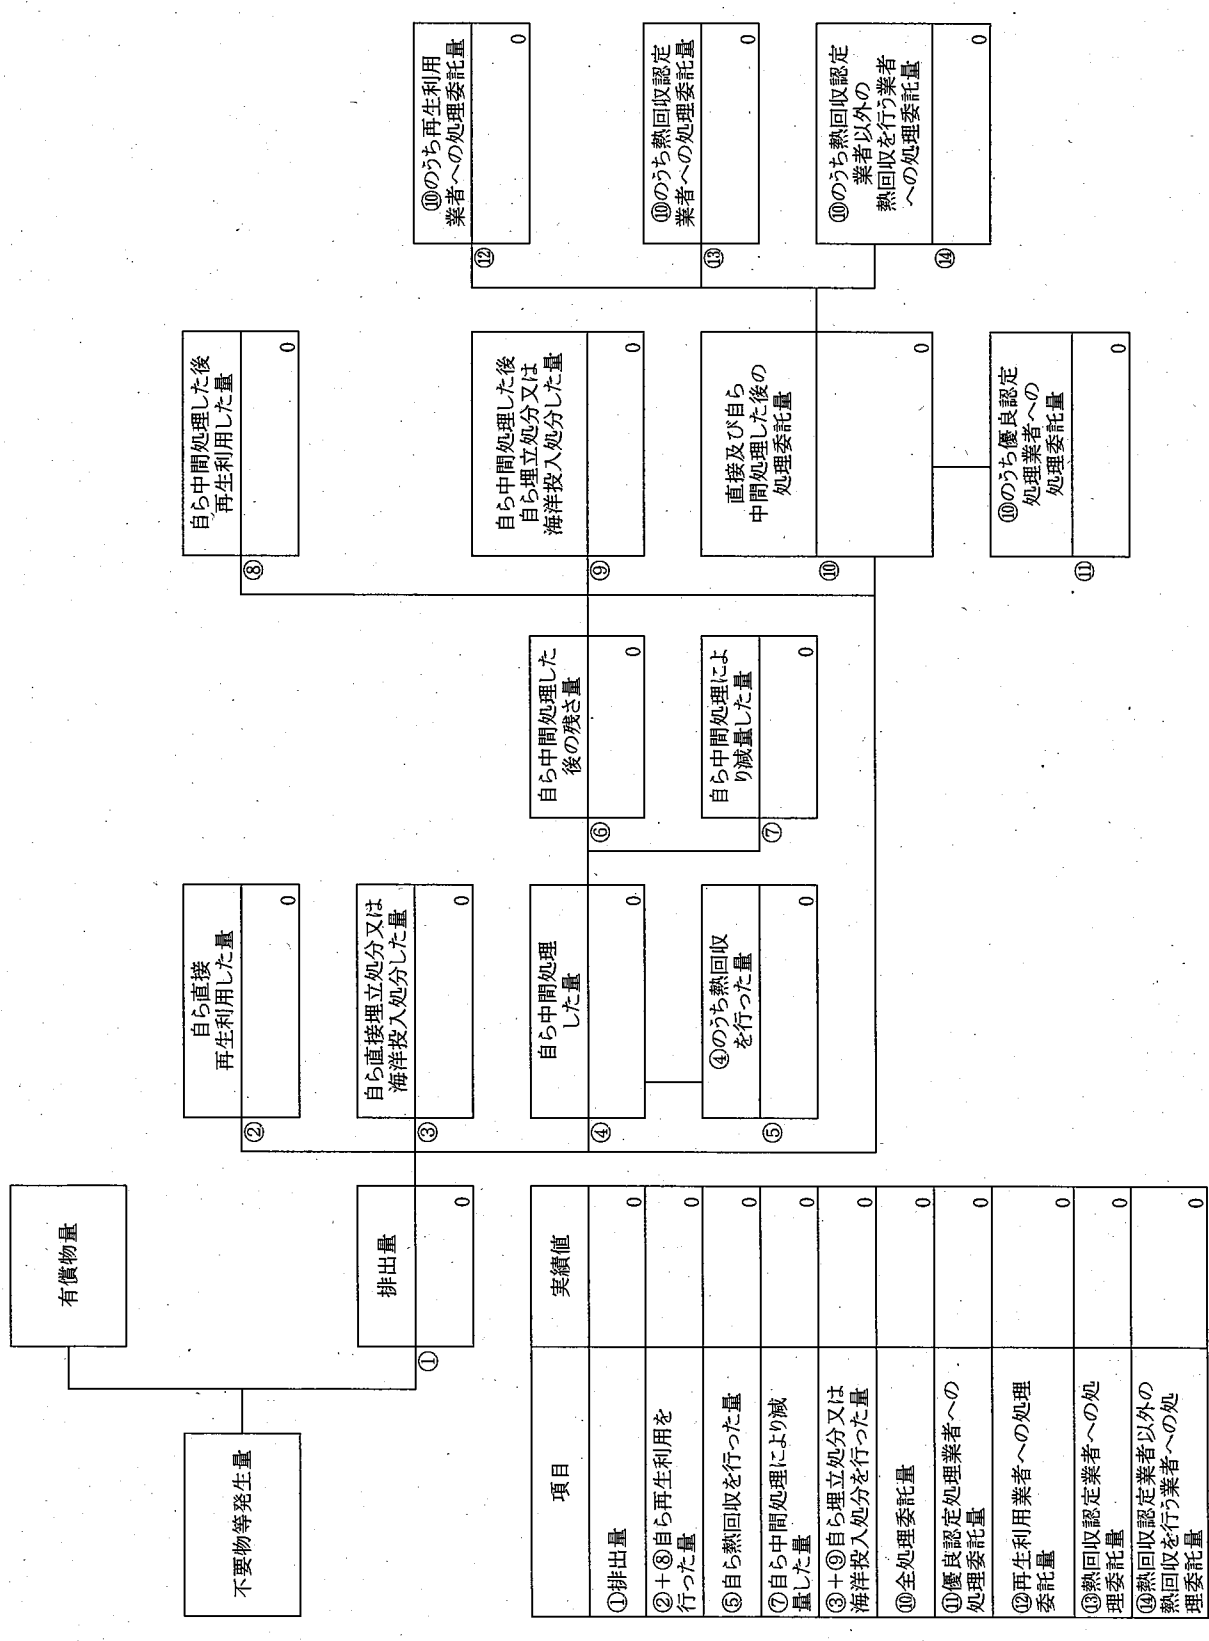 有償物量
不要物等発生量
排出量
①
0
自ら直接
再生利用した量
②
0
自ら直接埋立処分又は
海洋投入処分した量
③
0
自ら中間処理
した量
④
0
④のうち熱回収
を行った量
⑤
0
自ら中間処理した
後の残さ量
⑥
0
自ら中間処理によ
り減量した量
⑦
0
自ら中間処理した後
再生利用した量
⑧
0
自ら中間処理した後
自ら埋立処分又は
海洋投入処分した量
⑨
0
直接及び自ら
中間処理した後の
処理委託量
⑩
0
⑩のうち優良認定
処理業者への
処理委託量
⑪
0
⑩のうち再生利用
業者への処理委託量
⑫
0
⑩のうち熱回収認定
業者への処理委託量
⑬
0
⑩のうち熱回収認定
業者以外の
熱回収を行う業者
への処理委託量
⑭
0
項目 実績値
①排出量 0
②+⑧自ら再生利用を
行った量 0
⑤自ら熱回収を行った量 0
⑦自ら中間処理により減
量した量 0
③+⑨自ら埋立処分又は
海洋投入処分を行った量 0
⑩全処理委託量 0
⑪優良認定処理業者への
処理委託量 0
⑫再生利用業者への処理
委託量 0
⑬熱回収認定業者への処
理委託量 0
⑭熱回収認定業者以外の
熱回収を行う業者への処
理委託量 0